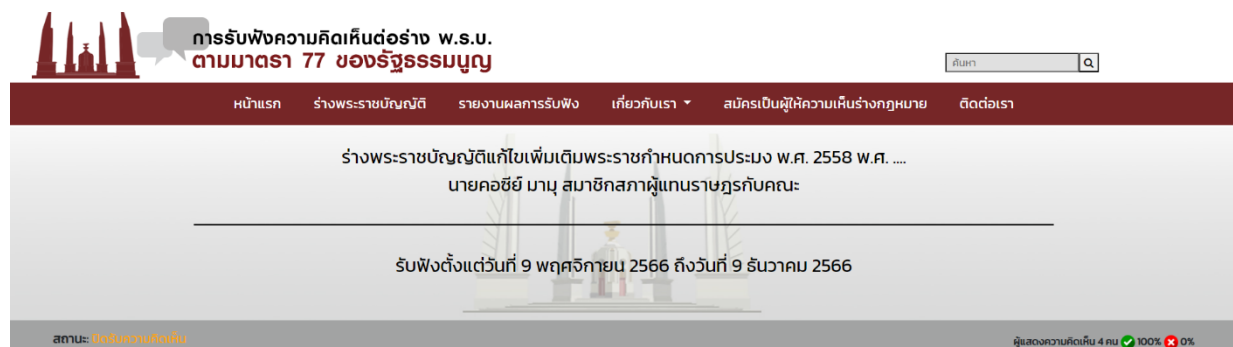 การรับฟังความคิดเห็นต่อร่าง พ.ร.บ.
ตามมาตรา 77 ของรัฐธรรมนูญ
ค้นหา
หน้าแรก ร่างพระราชบัญญัติ รายงานผลการรับฟัง เกี่ยวกับเรา สมัครเป็นผู้ให้ความเห็นร่างกฎหมาย ติดต่อเรา
ร่างพระราชบัญญัติแก้ไขเพิ่มเติมพระราชกำหนดการประมง พ.ศ. 2558 พ.ศ. ....
นายคอซีย์ มามุ สมาชิกสภาผู้แทนราษฎรกับคณะ
รับฟังตั้งแต่วันที่ 9 พฤศจิกายน 2566 ถึงวันที่ 9 ธันวาคม 2566
สถานะ: ปิดรับความคิดเห็น
ผู้แสดงความคิดเห็น 4 คน 100% 0%